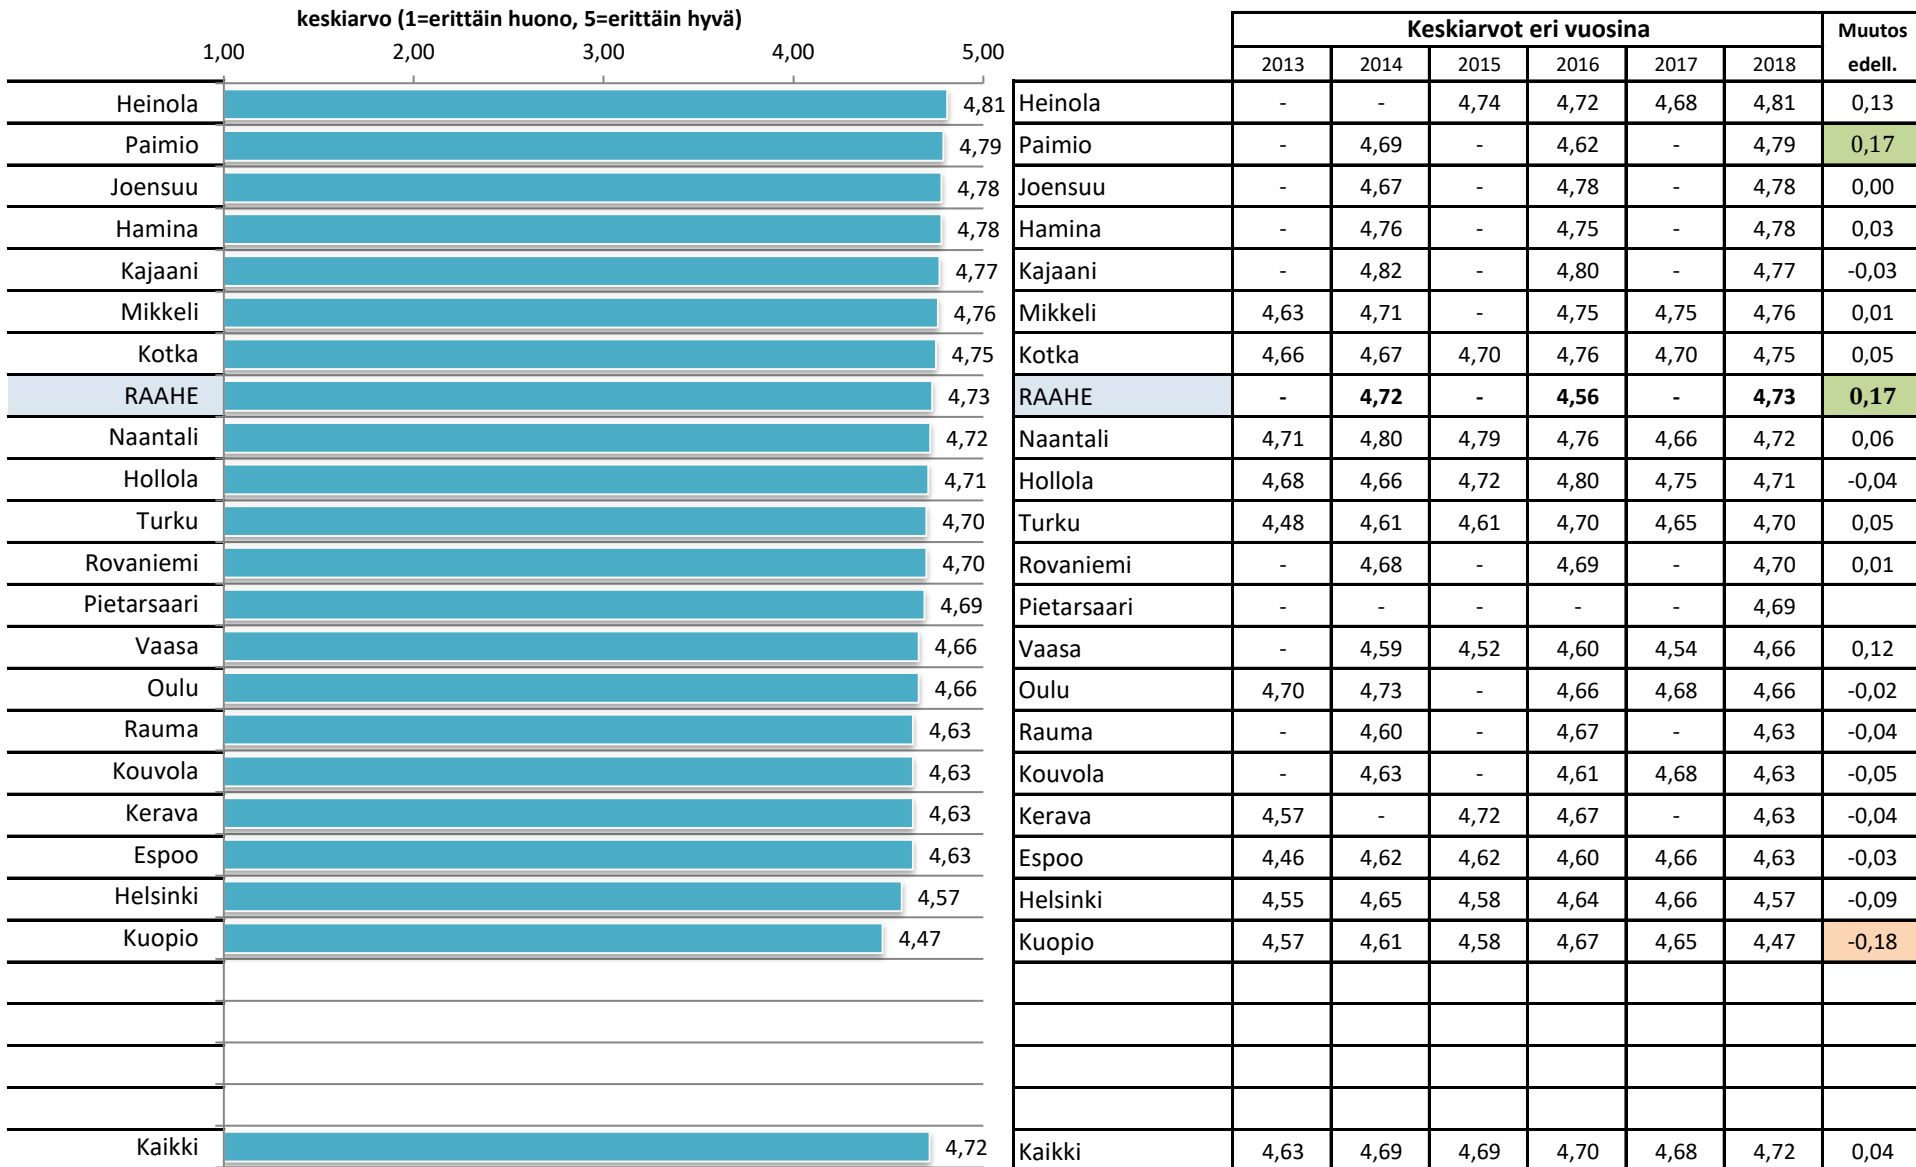 keskiarvo (1=erittäin huono, 5=erittäin hyvä)
1,00 2,00 3,00 4,00 5,00
Heinola 4,81
Paimio 4,79
Joensuu 4,78
Hamina 4,78
Kajaani 4,77
Mikkeli 4,76
Kotka 4,75
RAAHE 4,73
Naantali 4,72
Hollola 4,71
Turku 4,70
Rovaniemi 4,70
Pietarsaari 4,69
Vaasa 4,66
Oulu 4,66
Rauma 4,63
Kouvola 4,63
Kerava 4,63
Espoo 4,63
Helsinki 4,57
Kuopio 4,47
Kaikki 4,72
Keskiarvot eri vuosina Muutos
2013 2014 2015 2016 2017 2018 edell.
Heinola - - 4,74 4,72 4,68 4,81 0,13
Paimio - 4,69 - 4,62 - 4,79 0,17
Joensuu - 4,67 - 4,78 - 4,78 0,00
Hamina - 4,76 - 4,75 - 4,78 0,03
Kajaani - 4,82 - 4,80 - 4,77 -0,03
Mikkeli 4,63 4,71 - 4,75 4,75 4,76 0,01
Kotka 4,66 4,67 4,70 4,76 4,70 4,75 0,05
RAAHE - 4,72 - 4,56 - 4,73 0,17
Naantali 4,71 4,80 4,79 4,76 4,66 4,72 0,06
Hollola 4,68 4,66 4,72 4,80 4,75 4,71 -0,04
Turku 4,48 4,61 4,61 4,70 4,65 4,70 0,05
Rovaniemi - 4,68 - 4,69 - 4,70 0,01
Pietarsaari - - - - - 4,69
Vaasa - 4,59 4,52 4,60 4,54 4,66 0,12
Oulu 4,70 4,73 - 4,66 4,68 4,66 -0,02
Rauma - 4,60 - 4,67 - 4,63 -0,04
Kouvola - 4,63 - 4,61 4,68 4,63 -0,05
Kerava 4,57 - 4,72 4,67 - 4,63 -0,04
Espoo 4,46 4,62 4,62 4,60 4,66 4,63 -0,03
Helsinki 4,55 4,65 4,58 4,64 4,66 4,57 -0,09
Kuopio 4,57 4,61 4,58 4,67 4,65 4,47 -0,18
Kaikki 4,63 4,69 4,69 4,70 4,68 4,72 0,04